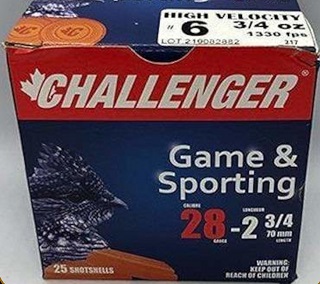 HIGH VELOCITY
# 6 3/4 oz
1330 fps
LOT 219082882 217
CHALLENGER®
Game &
Sporting
CALIBRE LONGUEUR
28 - 2 3/4
70 mm
GAUGE LENGTH
25 SHOTSHELLS
WARNING:
KEEP OUT OF
REACH OF CHILDREN